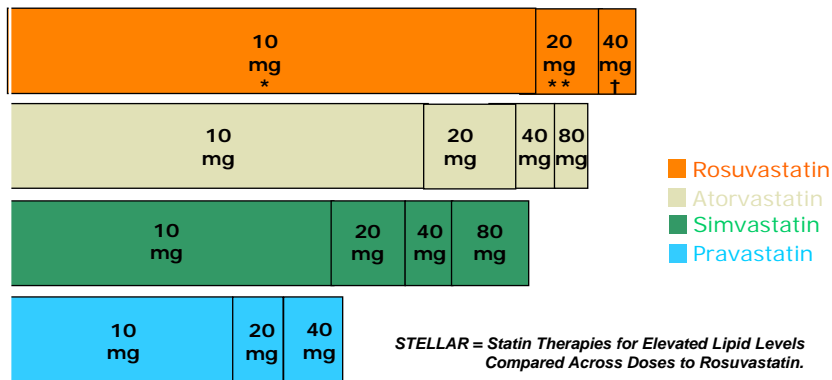 10 20 40
mg mg mg
* ** †
10 20 40 80
mg mg mg mg
Rosuvastatin
Atorvastatin
Simvastatin
Pravastatin
10 20 40 80
mg mg mg mg
10 20 40
mg mg mg
STELLAR = Statin Therapies for Elevated Lipid Levels
Compared Across Doses to Rosuvastatin.